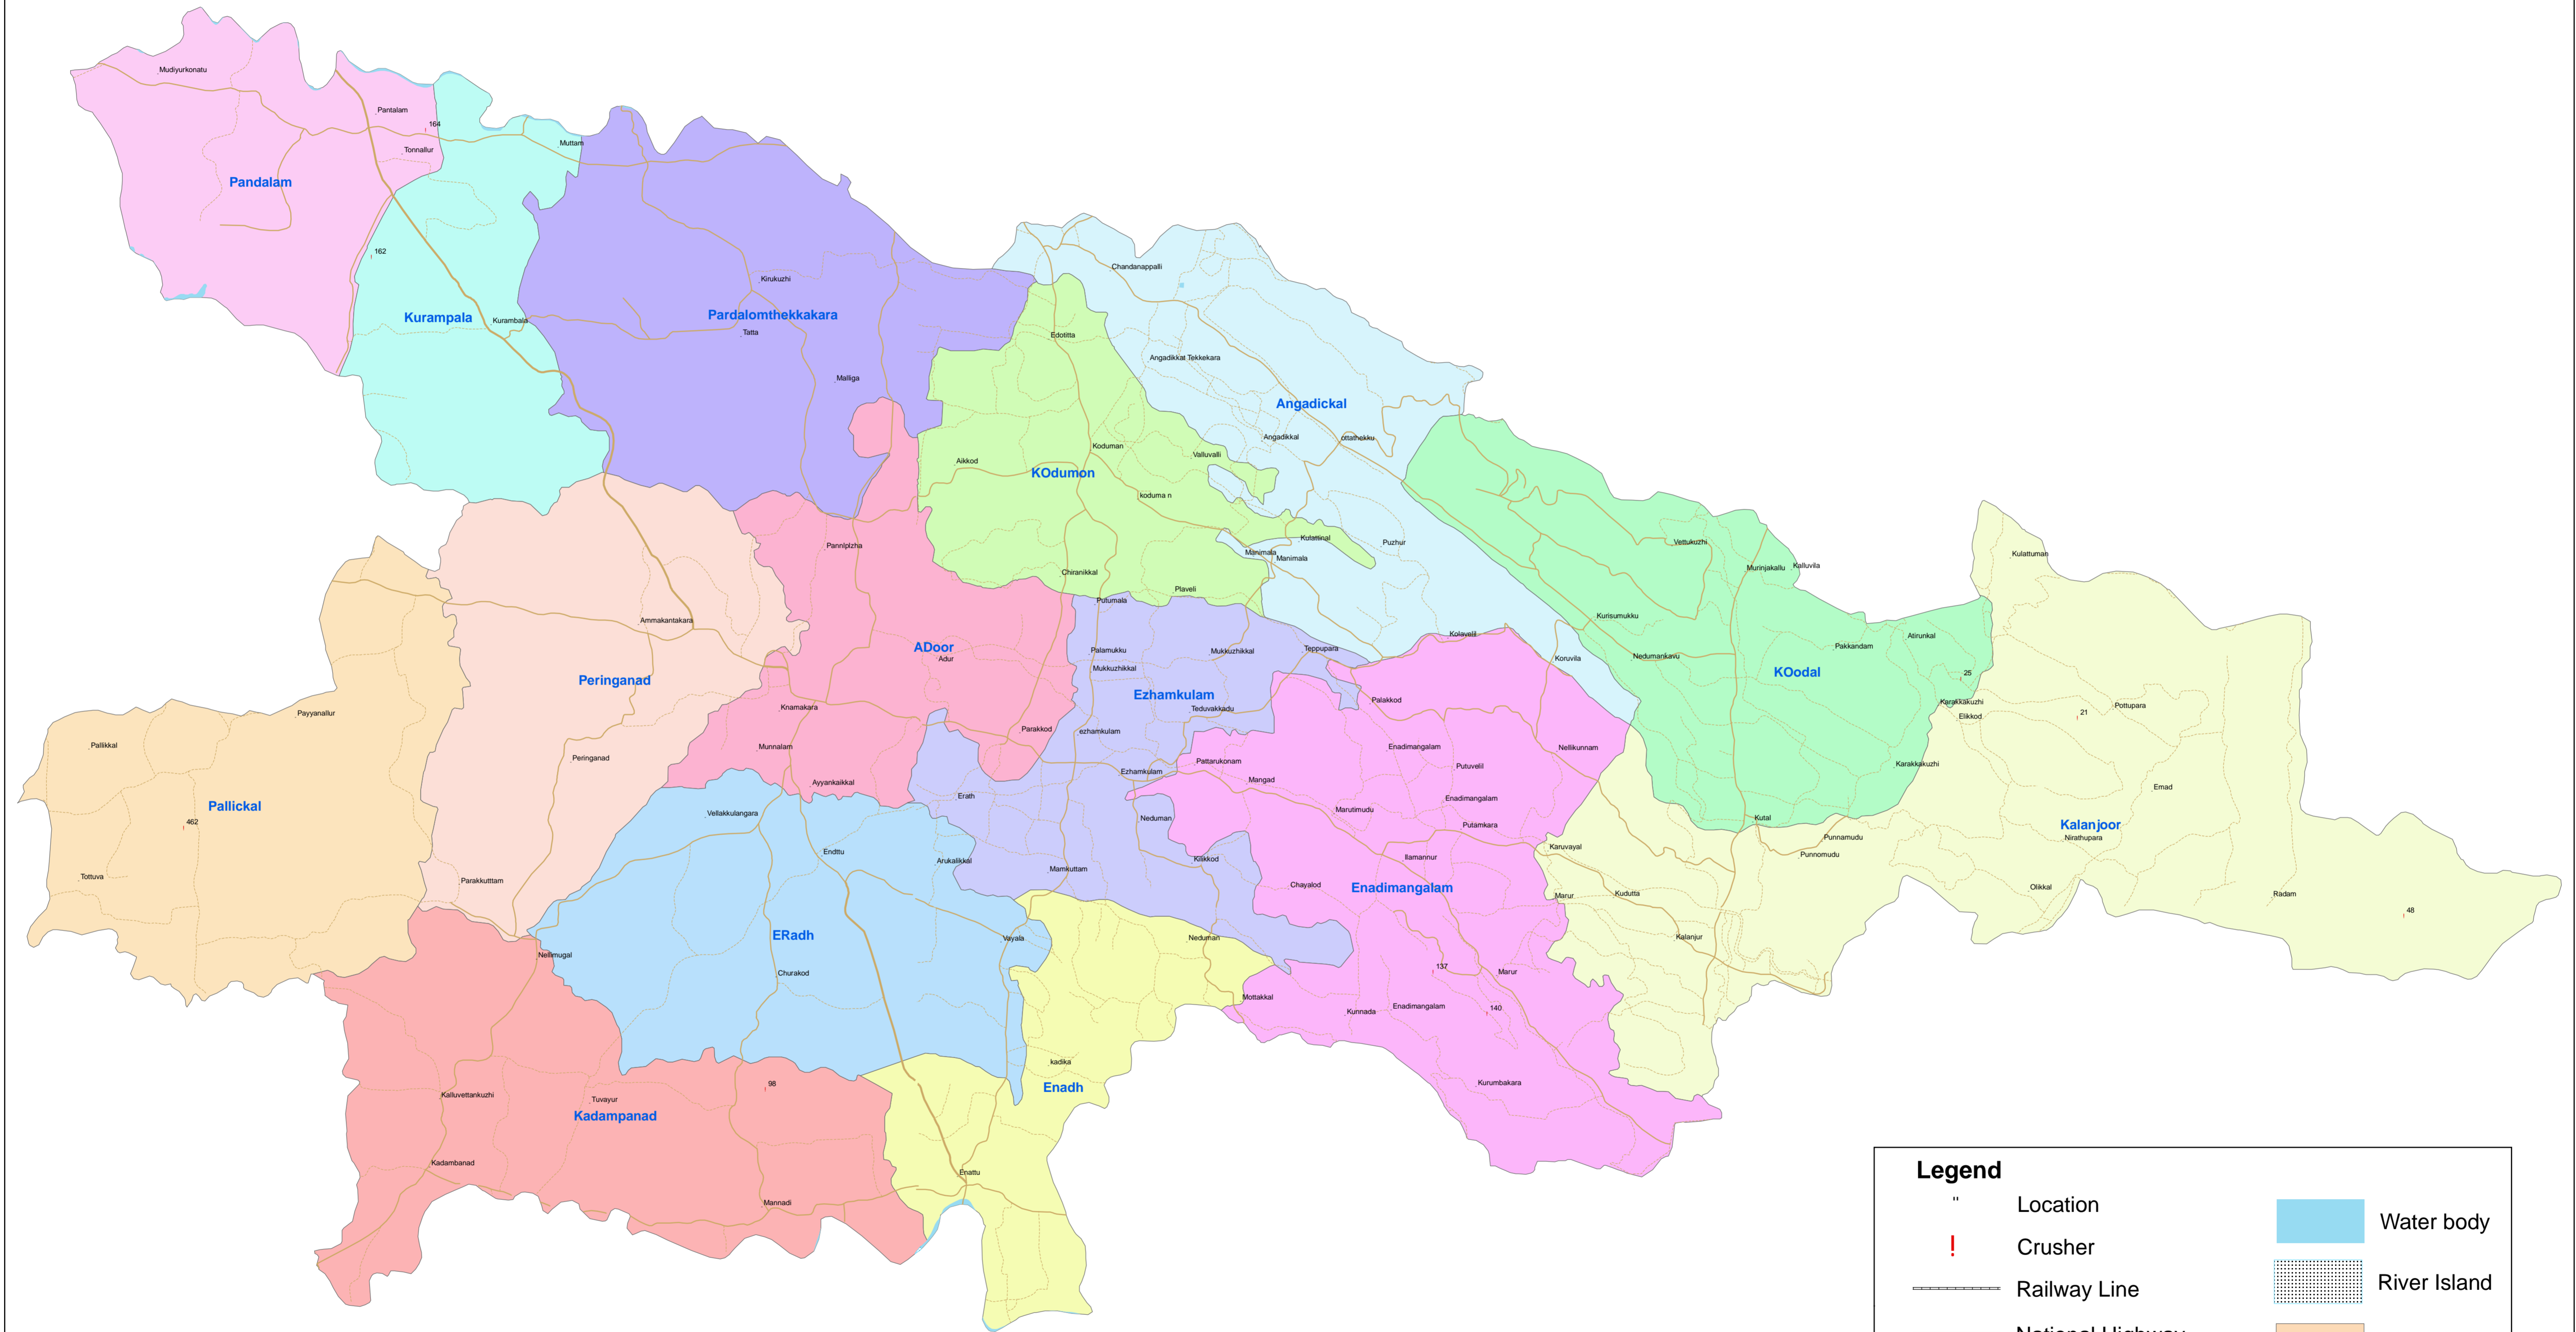 Mudiyurkonatu
Pantalam
164
Tonnallur
Muttam
Pandalam
162
Kurampala
Kurambala
Kirukuzhi
Pardalomthekkakara
Tatta
Malliga
Chandanappalli
Edotitta
Angadikkat Tekkekara
Angadickal
Angadikkal
ottathekku
Koduman
Valluvalli
Aikkod
KOdumon
koduma n
Kulattinal
Puzhur
Manimala
Manimala
Chiranikkal
Plaveli
Putumala
Pannlplzha
Vettukuzhi
Murinjakallu
Kalluvila
Kulattuman
Kurisumukku
Ammakantakara
ADoor
Adur
Palamukku
Mukkuzhikkal
Mukkuzhikkal
Teppupara
Kolavelil
Koruvila
Nedumankavu
Pakkandam
Atirunkal
KOodal
25
Peringanad
Ezhamkulam
Teduvakkadu
Palakkod
Karakkakuzhi
Elikkod
21
Pottupara
Payyanallur
Knamakara
Parakkod
ezhamkulam
Pallikkal
Munnalam
Enadimangalam
Nellikunnam
Peringanad
Pattarukonam
Putuvelil
Karakkakuzhi
Ezhamkulam
Mangad
Ayyankaikkal
Emad
Erath
Enadimangalam
Pallickal
462
Vellakkulangara
Neduman
Marutimudu
Kutal
Putamkara
Kalanjoor
Punnamudu
Nirathupara
Karuvayal
Punnomudu
Endttu
Arukalikkal
Kilikkod
Ilamannur
Mamkuttam
Tottuva
Parakkutttam
Chayalod
Enadimangalam
Marur
Kudutta
Olikkal
Radam
48
ERadh
Vayala
Neduman
Kalanjur
Nellimugal
Churakod
137
Marur
Mottakkal
Kunnada
Enadimangalam
140
kadika
Enadh
98
Kurumbakara
Kalluvettankuzhi
Tuvayur
Kadampanad
Kadambanad
Enattu
Mannadi
Legend
Location
Crusher
Railway Line
National Highway
Water body
River Island